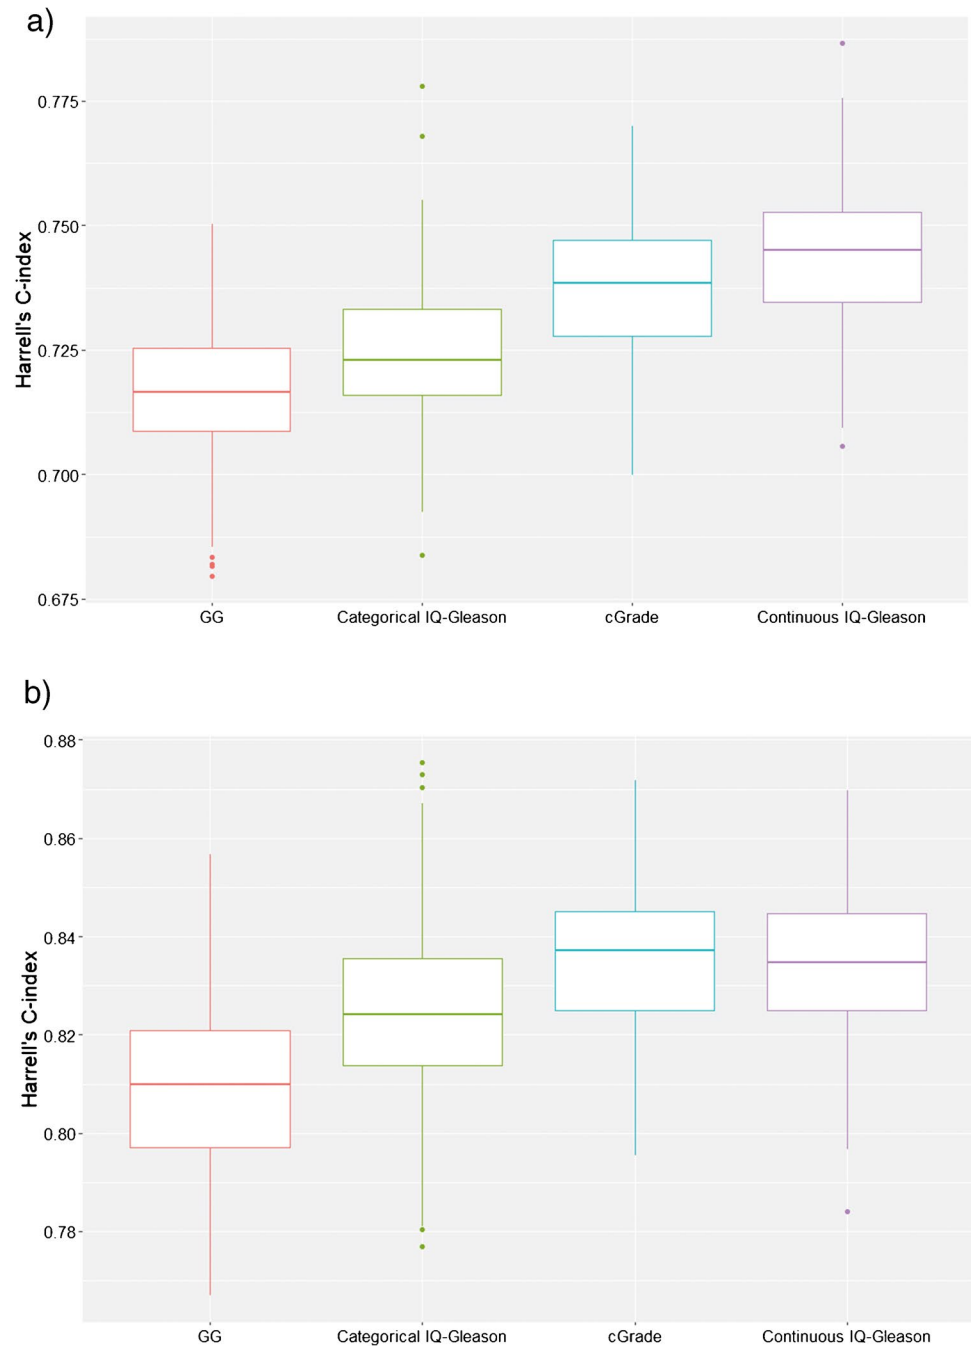 a)
Harrell's C-index
0.775
0.750
0.725
0.700
0.675
GG Categorical IQ-Gleason cGrade Continuous IQ-Gleason
b)
Harrell's C-index
0.88
0.86
0.84
0.82
0.80
0.78
GG Categorical IQ-Gleason cGrade Continuous IQ-Gleason